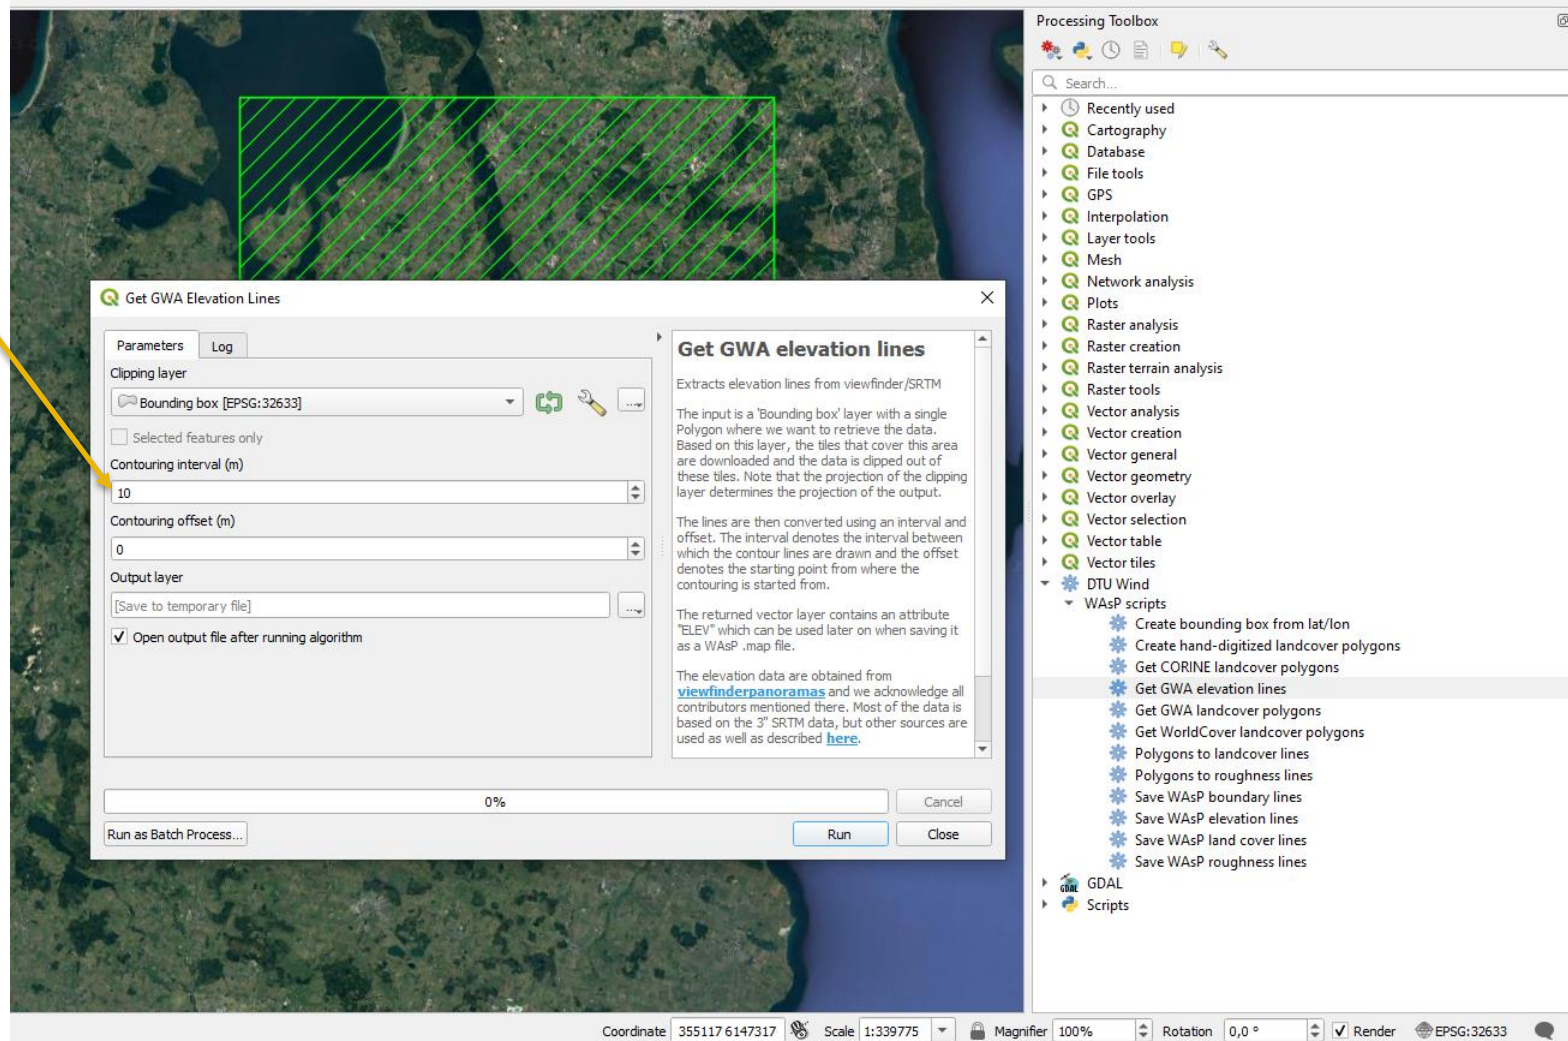 Get GWA Elevation Lines
Parameters
Log
Clipping layer
Bounding box [EPSG:32633]
Selected features only
Contouring interval (m)
10
Contouring offset (m)
0
Output layer
[Save to temporary file]
Open output file after running algorithm
Get GWA elevation lines
Extracts elevation lines from viewfinder/SRTM
The input is a 'Bounding box' layer with a single
Polygon where we want to retrieve the data.
Based on this layer, the tiles that cover this area
are downloaded and the data is clipped out of
these tiles. Note that the projection of the clipping
layer determines the projection of the output.
The lines are then converted using an interval and
offset. The interval denotes the interval between
which the contour lines are drawn and the offset
denotes the starting point from where the
contouring is started from.
The returned vector layer contains an attribute
"ELEV" which can be used later on when saving it
as a WAsP .map file.
The elevation data are obtained from
viewfinderpanoramas and we acknowledge all
contributors mentioned there. Most of the data is
based on the 3" SRTM data, but other sources are
used as well as described here.
0%
Cancel
Run as Batch Process...
Run
Close
Processing Toolbox
Search...
Recently used
Cartography
Database
File tools
GPS
Interpolation
Layer tools
Mesh
Network analysis
Plots
Raster analysis
Raster creation
Raster terrain analysis
Raster tools
Vector analysis
Vector creation
Vector general
Vector geometry
Vector overlay
Vector selection
Vector table
Vector tiles
DTU Wind
WAsP scripts
Create bounding box from lat/lon
Create hand-digitized landcover polygons
Get CORINE landcover polygons
Get GWA elevation lines
Get GWA landcover polygons
Get WorldCover landcover polygons
Polygons to landcover lines
Polygons to roughness lines
Save WAsP boundary lines
Save WAsP elevation lines
Save WAsP land cover lines
Save WAsP roughness lines
GDAL
GDAL
Scripts
Coordinate 355117 6147317 Scale 1:339775 Magnifier 100% Rotation 0,0 ° Render EPSG:32633